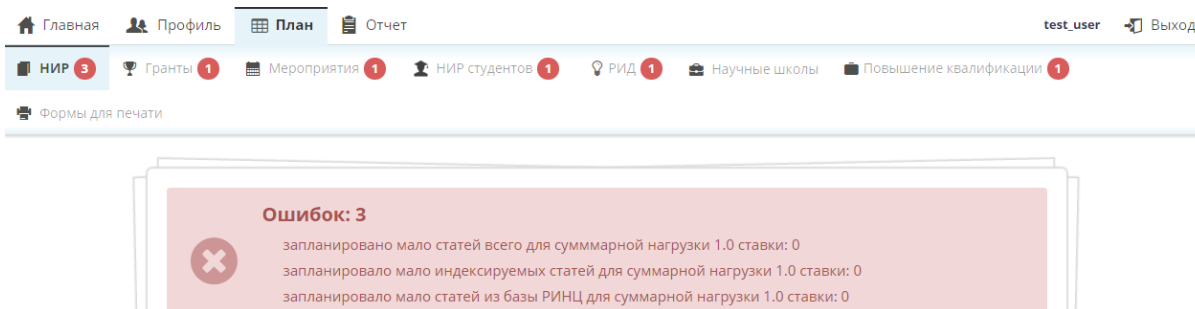 Главная Профиль План Отчет test_user Выход
НИР 3 Гранты 1 Мероприятия 1 НИР студентов 1 РИД 1 Научные школы Повышение квалификации 1
Формы для печати
Ошибок: 3
запланировано мало статей всего для сумммарной нагрузки 1.0 ставки: 0
запланировало мало индексируемых статей для суммарной нагрузки 1.0 ставки: 0
запланировало мало статей из базы РИНЦ для суммарной нагрузки 1.0 ставки: 0